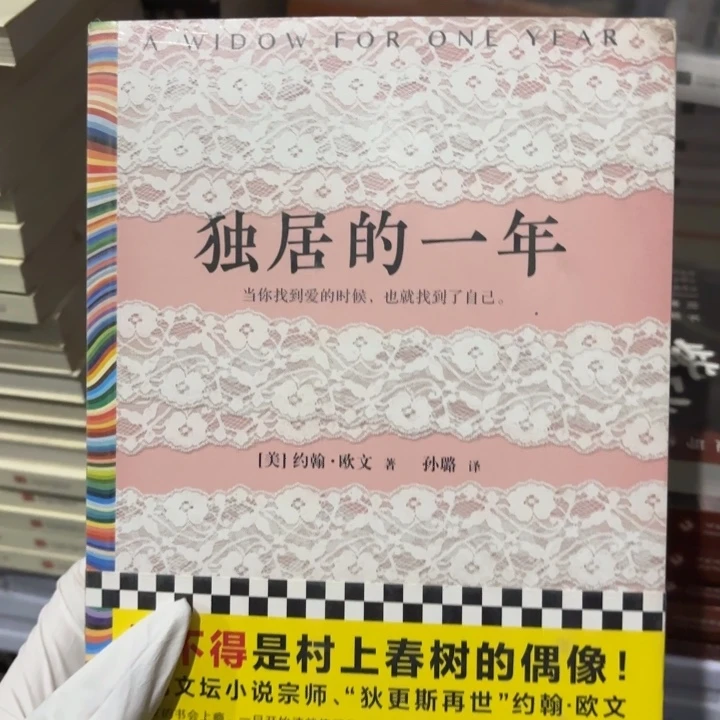 A WIDOW FOR ONE YEAR
独居的一年
当你找到爱的时候，也就找到了自己。
[美] 约翰·欧文 著 孙璐 译
不得是村上春树的偶像！
文坛小说宗师、“狄更斯再世”约翰·欧文